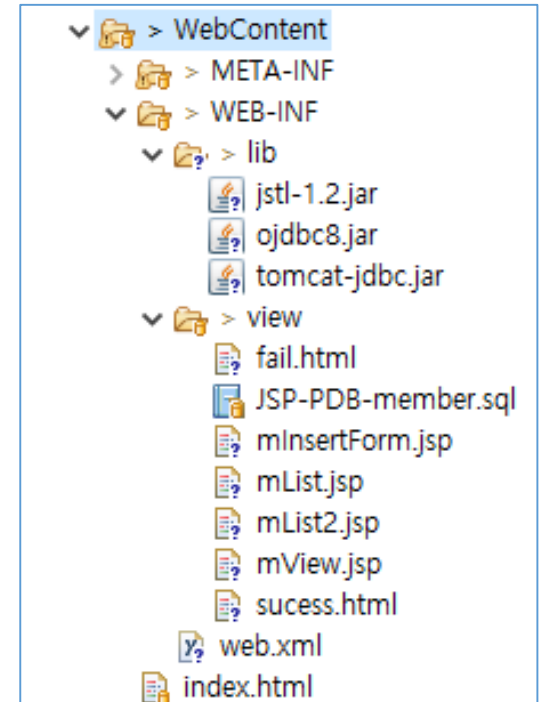 > WebContent
> META-INF
> WEB-INF
> lib
jstl-1.2.jar
ojdbc8.jar
tomcat-jdbc.jar
> view
fail.html
JSP-PDB-member.sql
mInsertForm.jsp
mList.jsp
mList2.jsp
mView.jsp
sucess.html
web.xml
index.html